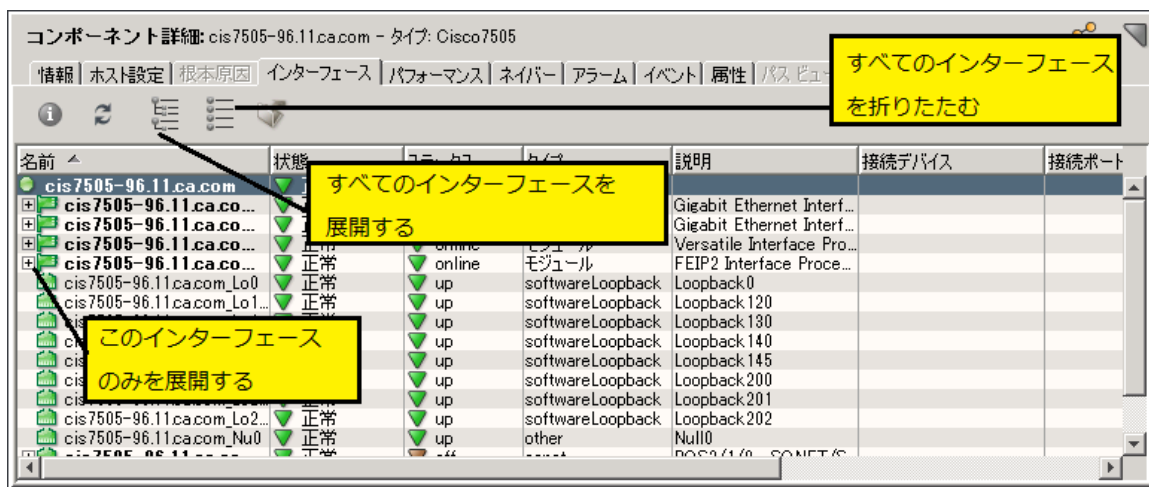 コンポーネント詳細: cis7505-96.11.ca.com - タイプ: Cisco7505
情報 ホスト設定 根本原因 インターフェース パフォーマンス ネイバー アラーム イベント 属性 パス ビュー
すべてのインターフェース
を折りたたむ
名前 状態 説明 接続デバイス 接続ポート
すべてのインターフェースを
展開する
cis7505-96.11.ca.com
cis7505-96.11.ca.co... Gigabit Ethernet Interf...
cis7505-96.11.ca.co... Gigabit Ethernet Interf...
cis7505-96.11.ca.co... 正常 online モジュール Versatile Interface Pro...
cis7505-96.11.ca.co... 正常 online モジュール FEIP2 Interface Proce...
cis7505-96.11.ca.com_Lo0 正常 up softwareLoopback Loopback0
cis7505-96.11.ca.com_Lo1... 正常 up softwareLoopback Loopback120
up softwareLoopback Loopback130
up softwareLoopback Loopback140
up softwareLoopback Loopback145
up softwareLoopback Loopback200
up softwareLoopback Loopback201
このインターフェース
のみを展開する
cis7505-96.11.ca.com_Lo2... 正常 up softwareLoopback Loopback202
cis7505-96.11.ca.com_Nu0 正常 up other Null0